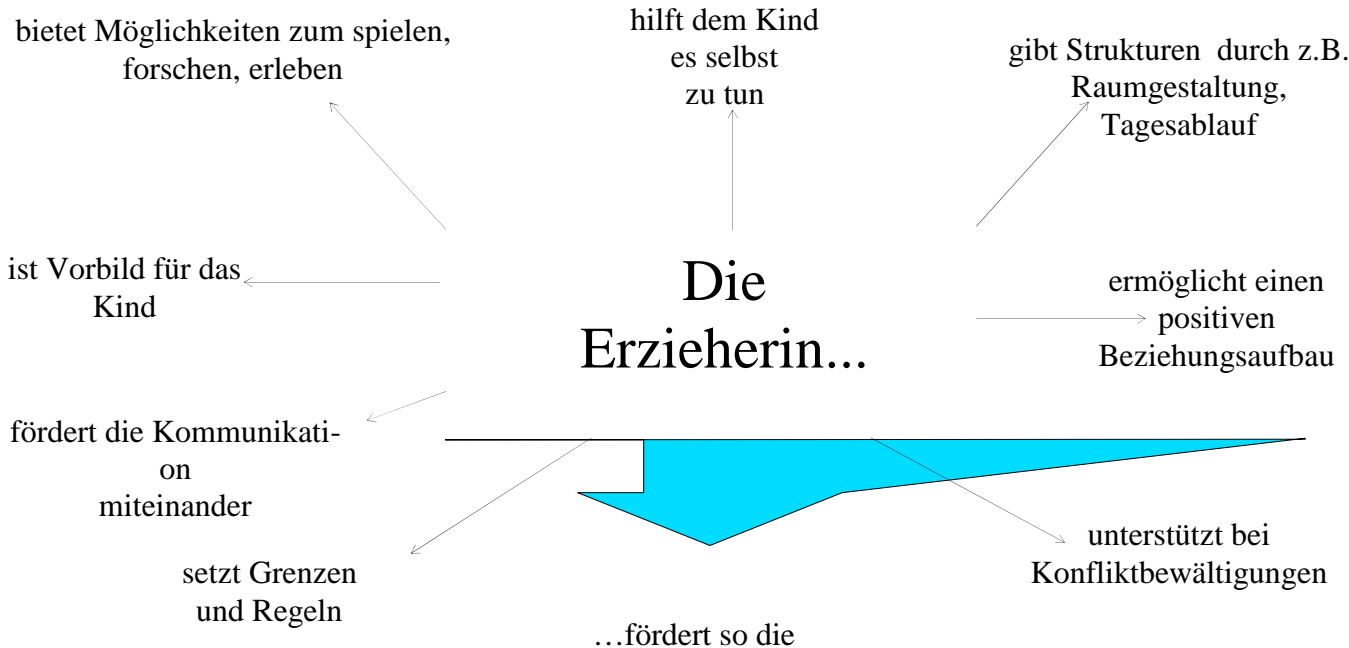 bietet Möglichkeiten zum spielen,
forschen, erleben
hilft dem Kind
es selbst
zu tun
gibt Strukturen  durch z.B.
Raumgestaltung,
Tagesablauf
ist Vorbild für das
Kind
Die
Erzieherin...
ermöglicht einen
positiven
Beziehungsaufbau
fördert die Kommunikati-
on
miteinander
setzt Grenzen
und Regeln
unterstützt bei
Konfliktbewältigungen
…fördert so die